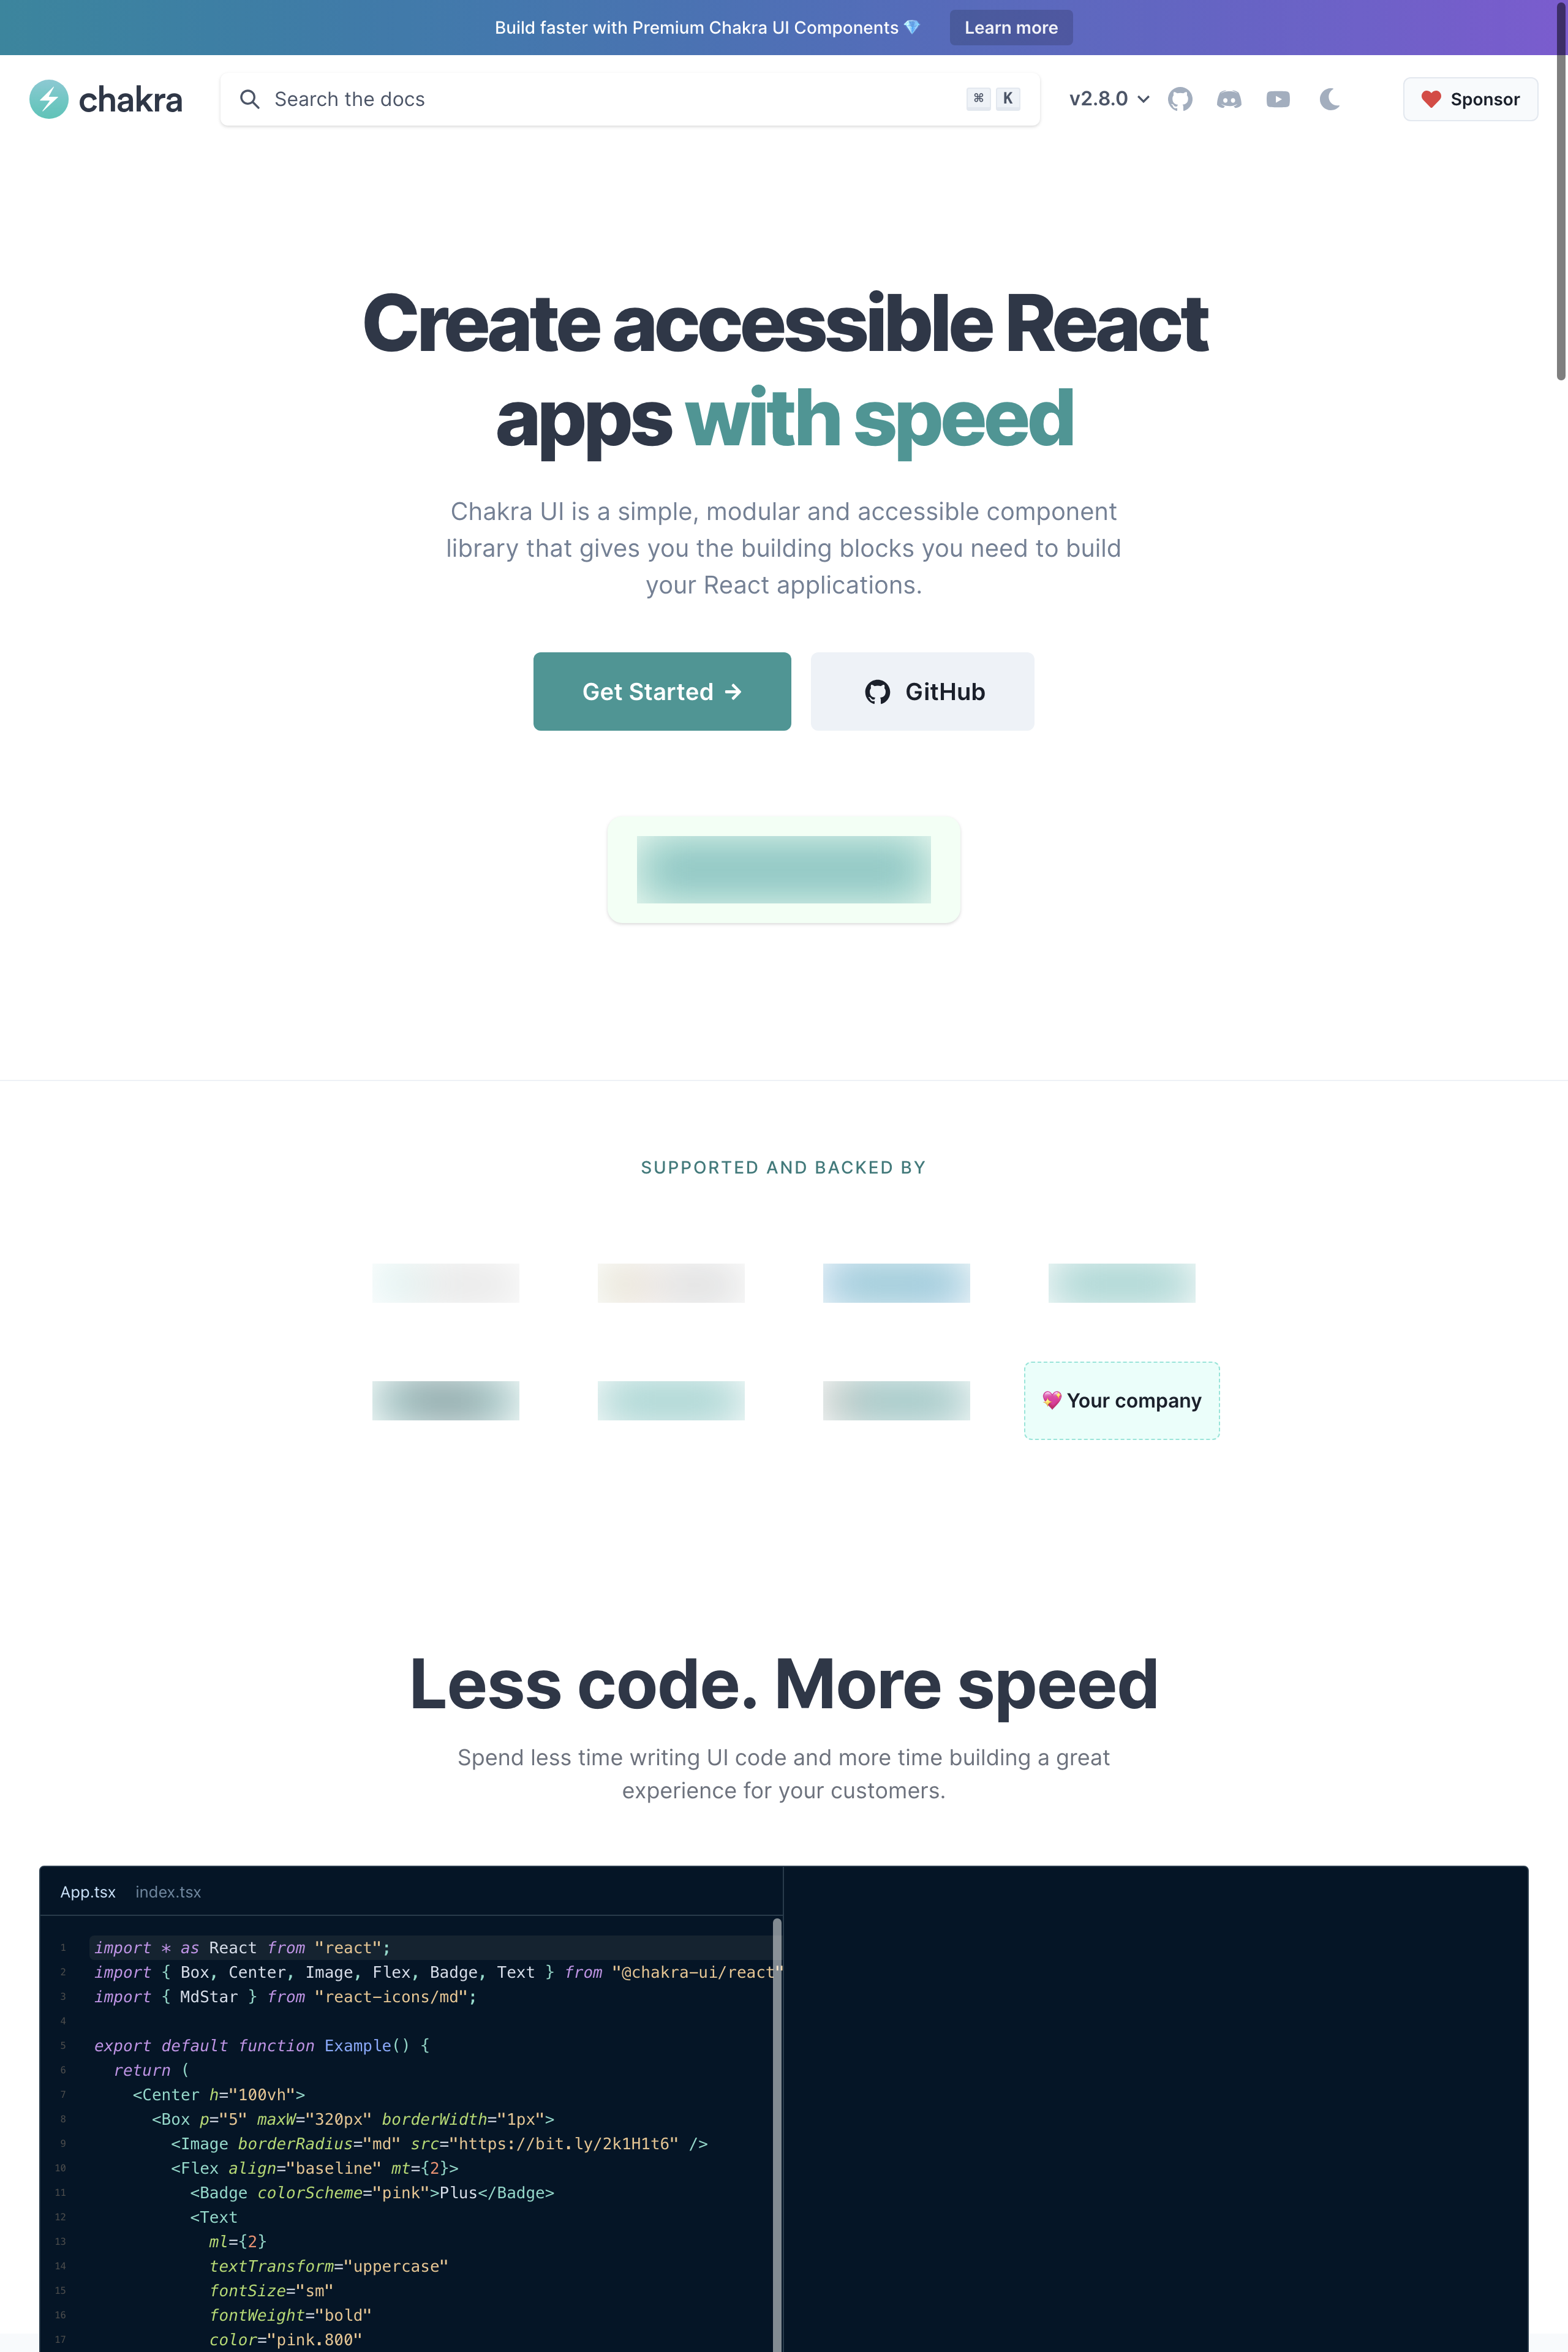 Build faster with Premium Chakra UI Components 💎 Learn more
chakra
Search the docs
⌘ K
v2.8.0
Sponsor
Create accessible React
apps with speed
Chakra UI is a simple, modular and accessible component
library that gives you the building blocks you need to build
your React applications.
Get Started →
GitHub
SUPPORTED AND BACKED BY
💖 Your company
Less code. More speed
Spend less time writing UI code and more time building a great
experience for your customers.
App.tsx index.tsx
1 import * as React from "react";
2 import { Box, Center, Image, Flex, Badge, Text } from "@chakra-ui/react"
3 import { MdStar } from "react-icons/md";
4
5 export default function Example() {
6 return (
7 <Center h="100vh">
8 <Box p="5" maxW="320px" borderWidth="1px">
9 <Image borderRadius="md" src="https://bit.ly/2k1H1t6" />
10 <Flex align="baseline" mt={2}>
11 <Badge colorScheme="pink">Plus</Badge>
12 <Text
13 ml={2}
14 textTransform="uppercase"
15 fontSize="sm"
16 fontWeight="bold"
17 color="pink.800"